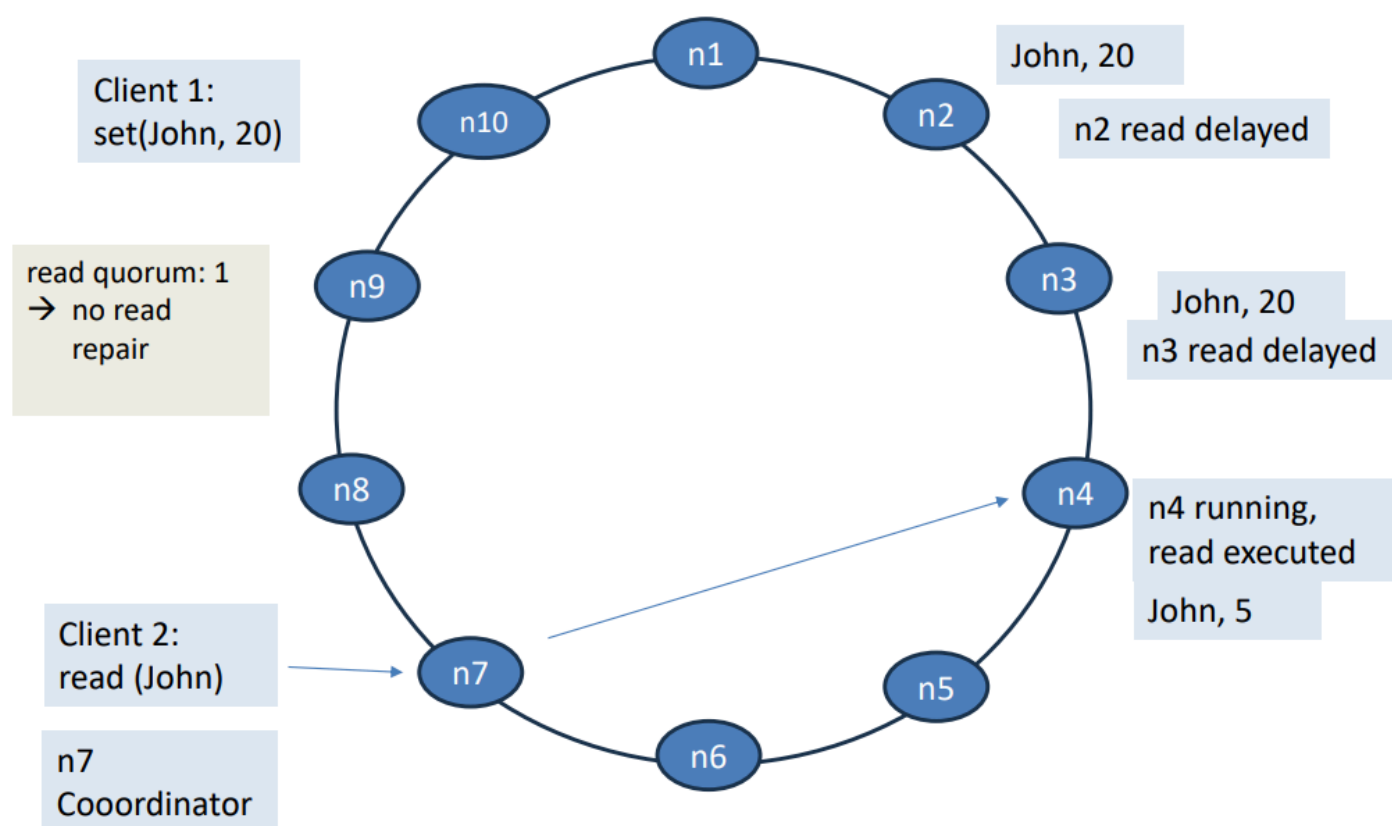 n1
John, 20
Client 1:
set(John, 20)
n10
n2
n2 read delayed
read quorum: 1
→ no read
repair
n9
n3
John, 20
n3 read delayed
n8
n4
n4 running,
read executed
John, 5
Client 2:
read (John)
n7
n5
n6
n7
Cooordinator